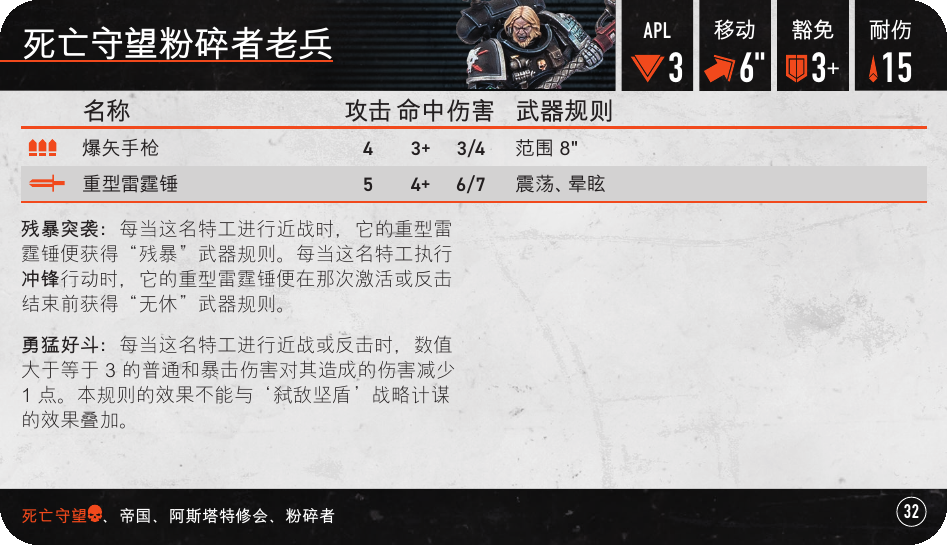 死亡守望粉碎者老兵
APL 移动 豁免 耐伤
3 6" 3+ 15
名称 攻击 命中 伤害 武器规则
爆矢手枪 4 3+ 3/4 范围 8"
重型雷霆锤 5 4+ 6/7 震荡、晕眩
残暴突袭：每当这名特工进行近战时，它的重型雷
霆锤便获得“残暴”武器规则。每当这名特工执行
冲锋行动时，它的重型雷霆锤便在那次激活或反击
结束前获得“无休”武器规则。
勇猛好斗：每当这名特工进行近战或反击时，数值
大于等于 3 的普通和暴击伤害对其造成的伤害减少
1 点。本规则的效果不能与‘弑敌坚盾’战略计谋
的效果叠加。
死亡守望、帝国、阿斯塔特修会、粉碎者
32